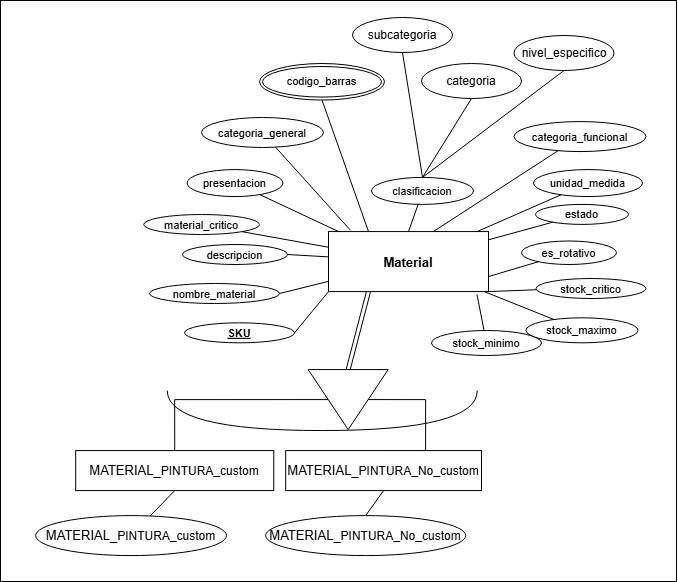 subcategoria
nivel_especifico
codigo_barras
categoria
categoria_general
categoria_funcional
presentacion
clasificacion
unidad_medida
material_critico
estado
descripcion
Material
es_rotativo
nombre_material
stock_critico
SKU
stock_minimo
stock_maximo
MATERIAL_PINTURA_custom
MATERIAL_PINTURA_No_custom
MATERIAL_PINTURA_custom
MATERIAL_PINTURA_No_custom